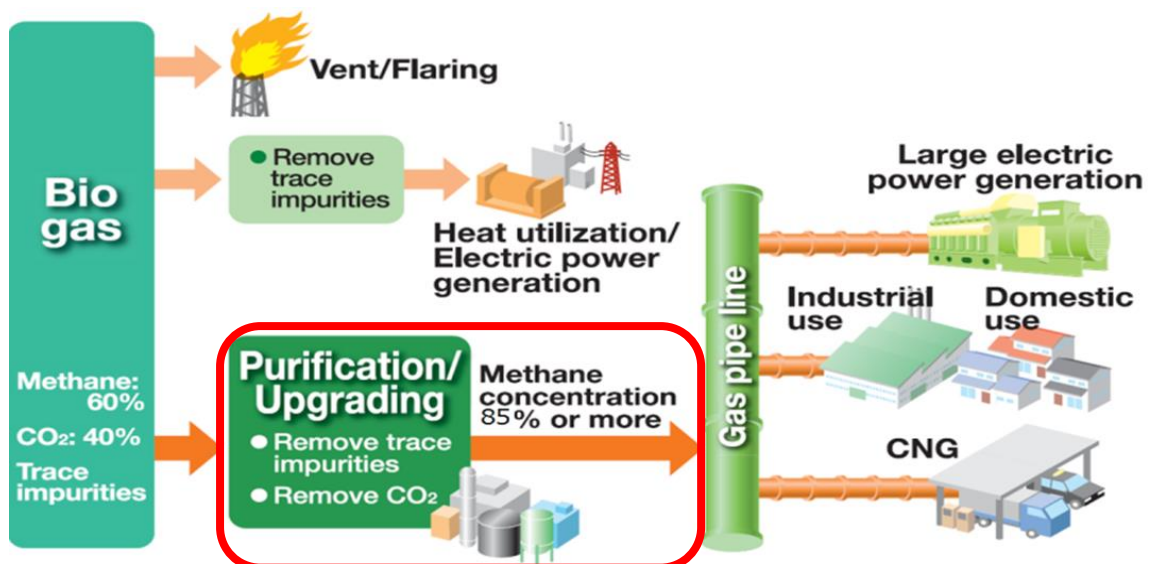 Bio
gas
Methane:
60%
CO₂: 40%
Trace
impurities
Vent/Flaring
● Remove
trace
impurities
Heat utilization/
Electric power
generation
Purification/
Upgrading
● Remove trace
impurities
● Remove CO₂
Methane
concentration
85% or more
Gas pipe line
Large electric
power generation
Industrial
use
Domestic
use
CNG